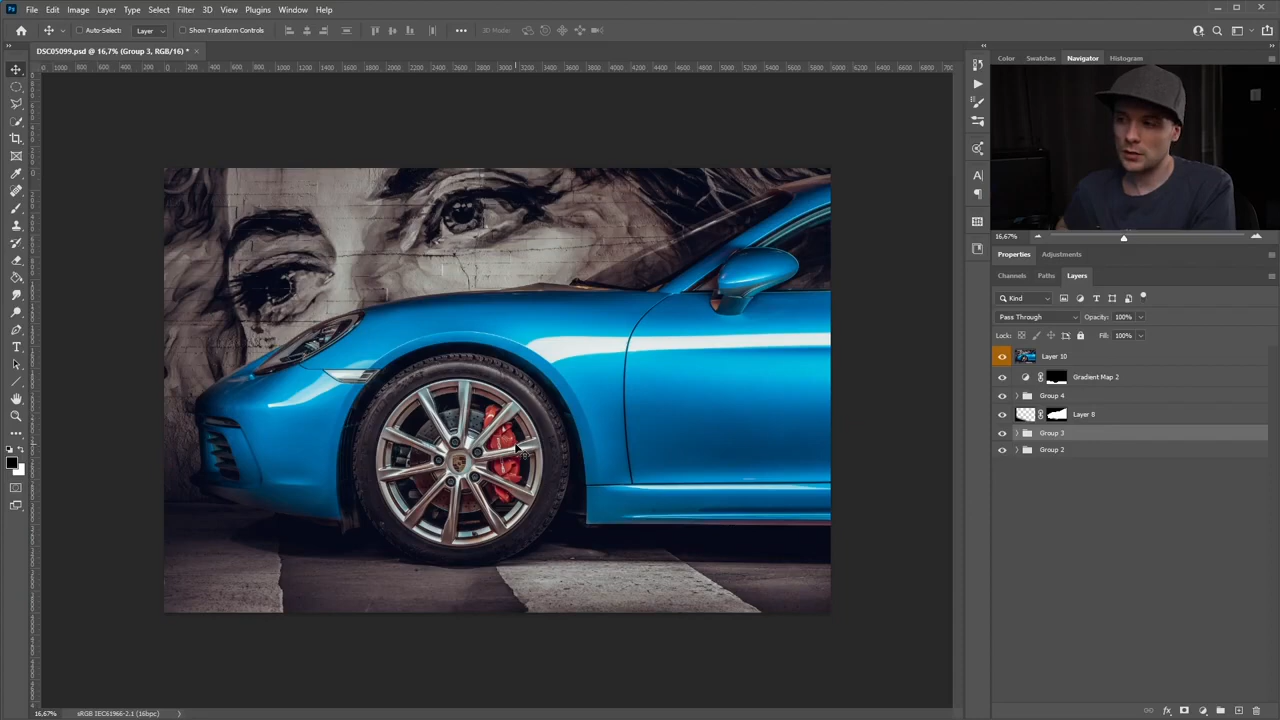 Ps File Edit Image Layer Type Select Filter 3D View Plugins Window Help
Auto-Select: Layer Show Transform Controls 3D Mode:
DSC05099.psd @ 16,7% (Group 3, RGB/16) * ×
Color Swatches Navigator Histogram
16,67%
Properties Adjustments
Channels Paths Layers
Kind
Pass Through Opacity: 100%
Lock: Fill: 100%
Layer 10
Gradient Map 2
Group 4
Layer 8
Group 3
Group 2
16,67% sRGB IEC61966-2.1 (16bpc)